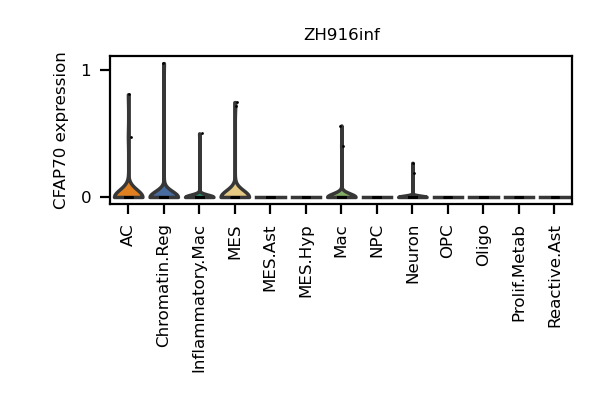 ZH916inf
CFAP70 expression
1
0
AC
Chromatin.Reg
Inflammatory.Mac
MES
MES.Ast
MES.Hyp
Mac
NPC
Neuron
OPC
Oligo
Prolif.Metab
Reactive.Ast